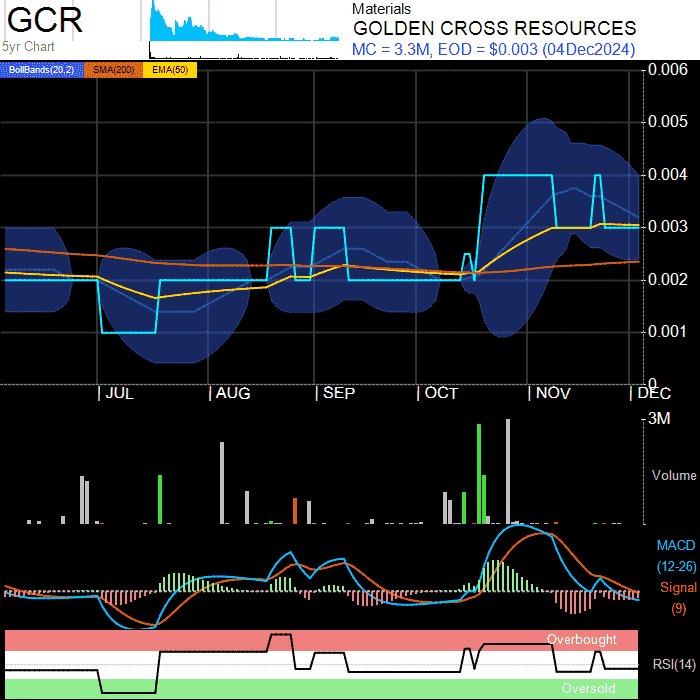 GCR
5yr Chart
Materials
GOLDEN CROSS RESOURCES
MC = 3.3M, EOD = $0.003 (04Dec2024)
BollBands(20,2) SMA(200) EMA(50)
0.006
0.005
0.004
0.003
0.002
0.001
0
JUL AUG SEP OCT NOV DEC
3M
Volume
MACD
(12-26)
Signal
(9)
Overbought
RSI(14)
Oversold